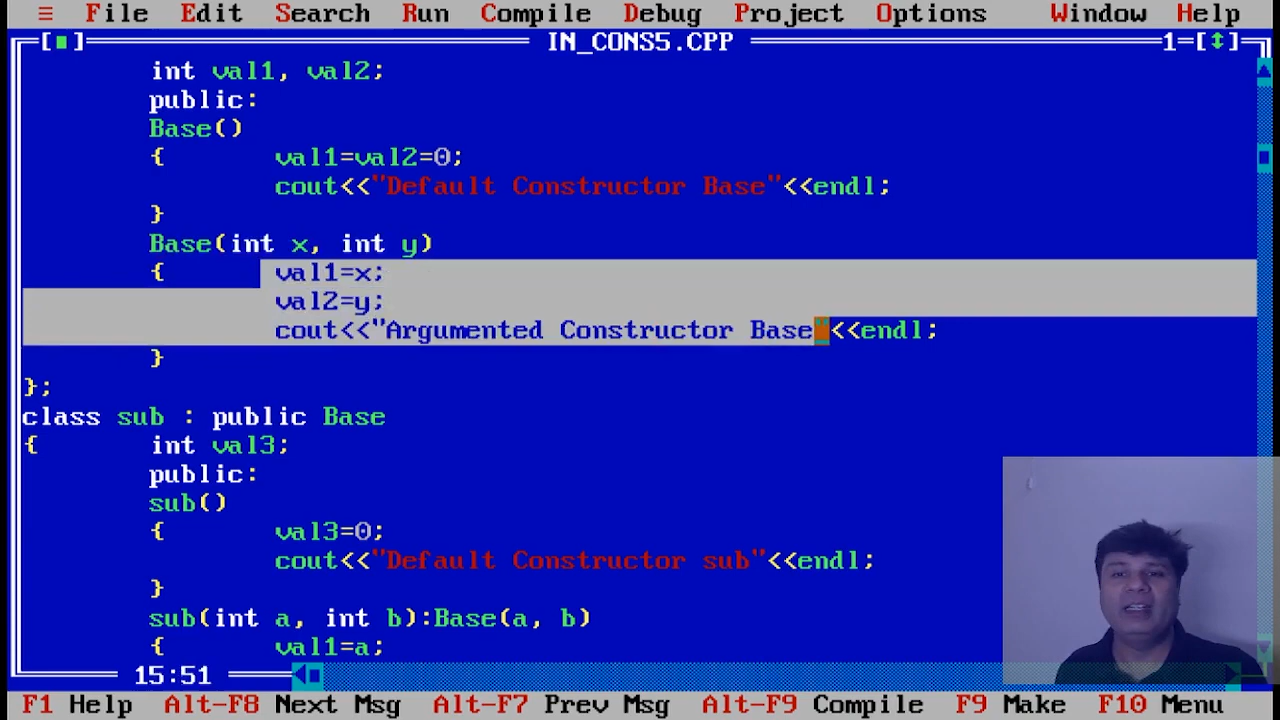 ≡ File Edit Search Run Compile Debug Project Options Window Help
[■] IN_CONS5.CPP 1=[↕]
int val1, val2;
public:
Base()
{ val1=val2=0;
cout<<"Default Constructor Base"<<endl;
}
Base(int x, int y)
{ val1=x;
val2=y;
cout<<"Argumented Constructor Base"<<endl;
}
};
class sub : public Base
{ int val3;
public:
sub()
{ val3=0;
cout<<"Default Constructor sub"<<endl;
}
sub(int a, int b):Base(a, b)
{ val1=a;
15:51
F1 Help Alt-F8 Next Msg Alt-F7 Prev Msg Alt-F9 Compile F9 Make F10 Menu